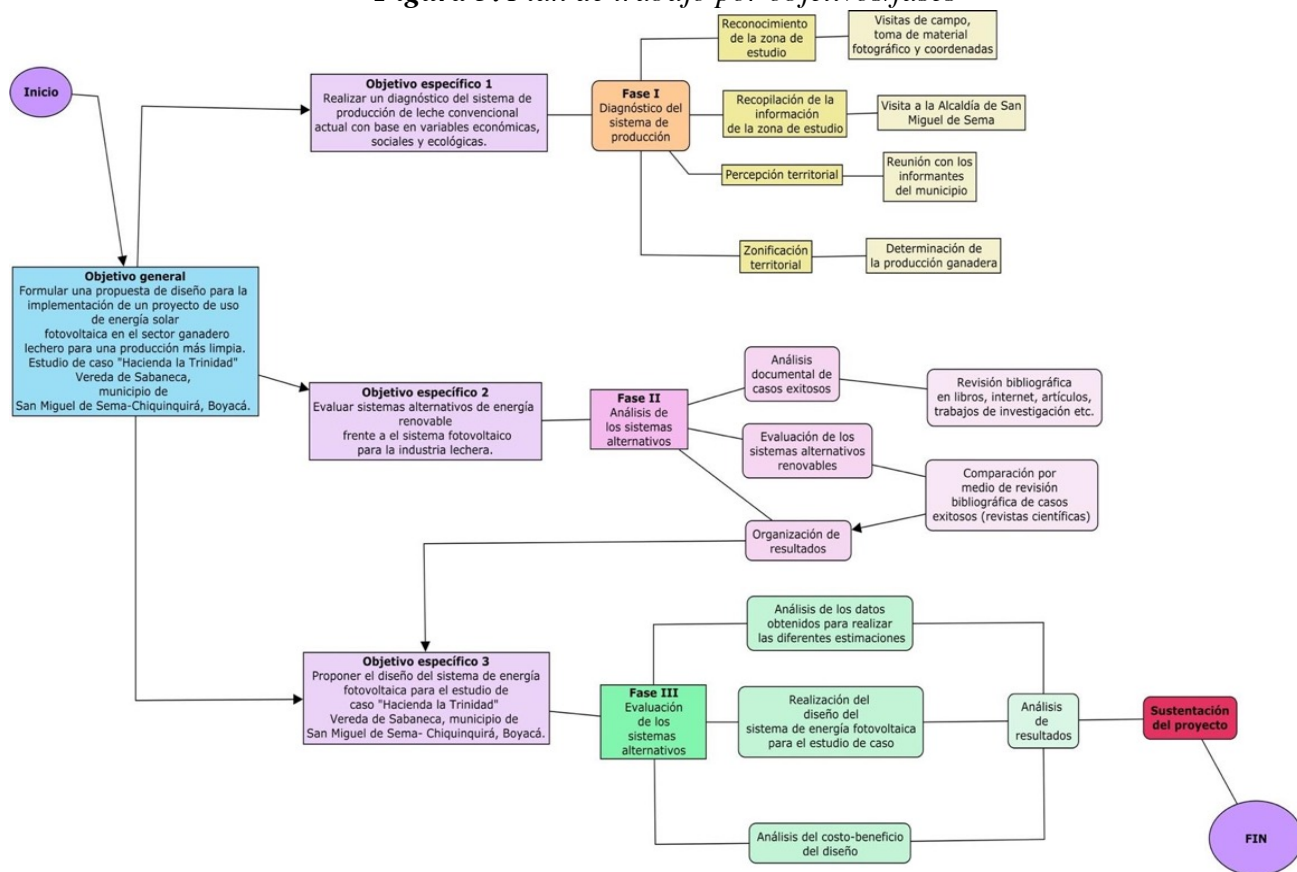 Inicio
Objetivo general
Formular una propuesta de diseño para la
implementación de un proyecto de uso
de energía solar
fotovoltaica en el sector ganadero
lechero para una producción más limpia.
Estudio de caso "Hacienda la Trinidad"
Vereda de Sabaneca,
municipio de
San Miguel de Sema-Chiquinquirá, Boyacá.
Objetivo específico 1
Realizar un diagnóstico del sistema de
producción de leche convencional
actual con base en variables económicas,
sociales y ecológicas.
Fase I
Diagnóstico del
sistema de
producción
Reconocimiento
de la zona de
estudio
Visitas de campo,
toma de material
fotográfico y coordenadas
Recopilación de la
información
de la zona de estudio
Visita a la Alcaldía de San
Miguel de Sema
Percepción territorial
Reunión con los
informantes
del municipio
Zonificación
territorial
Determinación de
la producción ganadera
Objetivo específico 2
Evaluar sistemas alternativos de energía
renovable
frente a el sistema fotovoltaico
para la industria lechera.
Fase II
Análisis de
los sistemas
alternativos
Análisis
documental de
casos exitosos
Revisión bibliográfica
en libros, internet, artículos,
trabajos de investigación etc.
Evaluación de los
sistemas alternativos
renovables
Comparación por
medio de revisión
bibliográfica de casos
exitosos (revistas científicas)
Organización de
resultados
Objetivo específico 3
Proponer el diseño del sistema de energía
fotovoltaica para el estudio de
caso "Hacienda la Trinidad"
Vereda de Sabaneca, municipio de
San Miguel de Sema- Chiquinquirá, Boyacá.
Fase III
Evaluación
de los
sistemas
alternativos
Análisis de los datos
obtenidos para realizar
las diferentes estimaciones
Realización del
diseño del
sistema de energía fotovoltaica
para el estudio de caso
Análisis del costo-beneficio
del diseño
Análisis
de
resultados
Sustentación
del proyecto
FIN